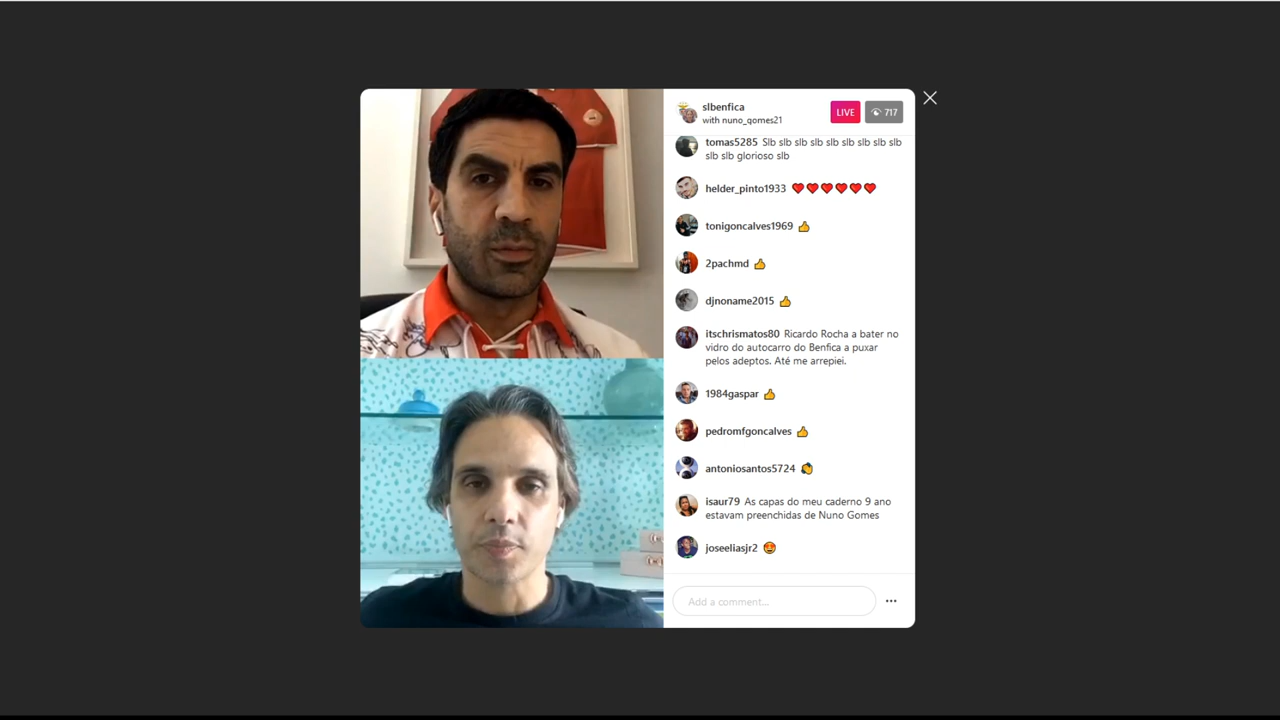 slbenfica
with nuno_gomes21
LIVE
717
tomas5285 Slb slb slb slb slb slb slb slb slb
slb slb glorioso slb
helder_pinto1933 ❤️❤️❤️❤️❤️❤️
tonigoncalves1969 👍
2pachmd 👍
djnoname2015 👍
itschrismatos80 Ricardo Rocha a bater no
vidro do autocarro do Benfica a puxar
pelos adeptos. Até me arrepiei.
1984gaspar 👍
pedromfgoncalves 👍
antoniosantos5724 👏
isaur79 As capas do meu caderno 9 ano
estavam preenchidas de Nuno Gomes
joseeliasjr2 😍
Add a comment...